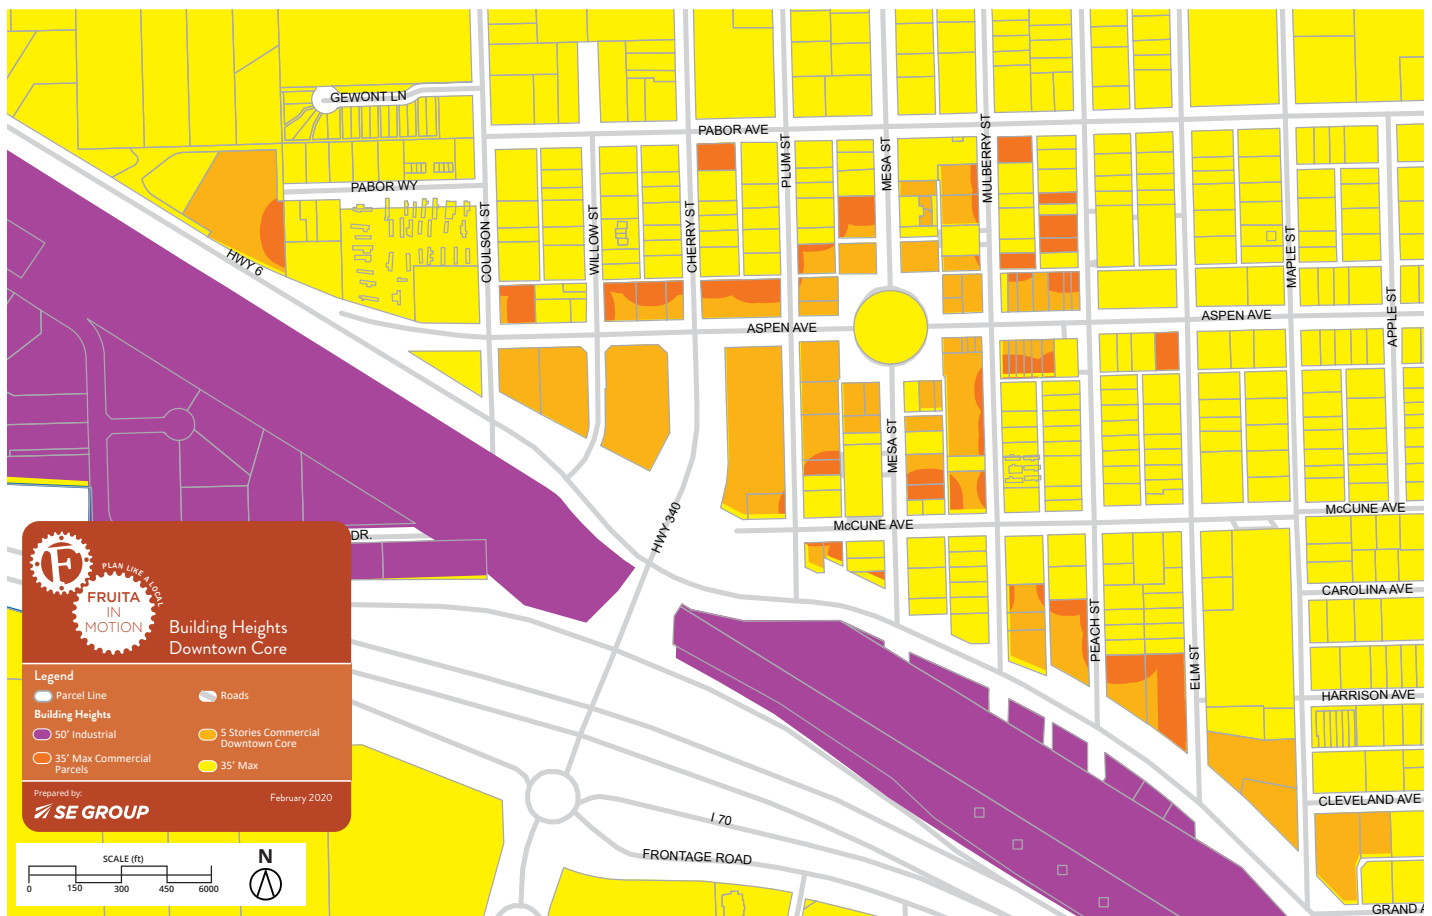 GEWONT LN
PABOR AVE
PABOR WY
PLUM ST
MESA ST
MULBERRY ST
COULSON ST
WILLOW ST
CHERRY ST
HWY 6
MAPLE ST
APPLE ST
ASPEN AVE
ASPEN AVE
MESA ST
HWY 340
McCUNE AVE
McCUNE AVE
DR.
CAROLINA AVE
PEACH ST
ELM ST
HARRISON AVE
CLEVELAND AVE
GRAND A
I 70
FRONTAGE ROAD
F
PLAN LIKE A LOCAL
FRUITA
IN
MOTION
Building Heights
Downtown Core
Legend
Parcel Line
Roads
Building Heights
50' Industrial
5 Stories Commercial
Downtown Core
35' Max Commercial
Parcels
35' Max
Prepared by:
SE GROUP
February 2020
SCALE (ft)
0 150 300 450 6000
N